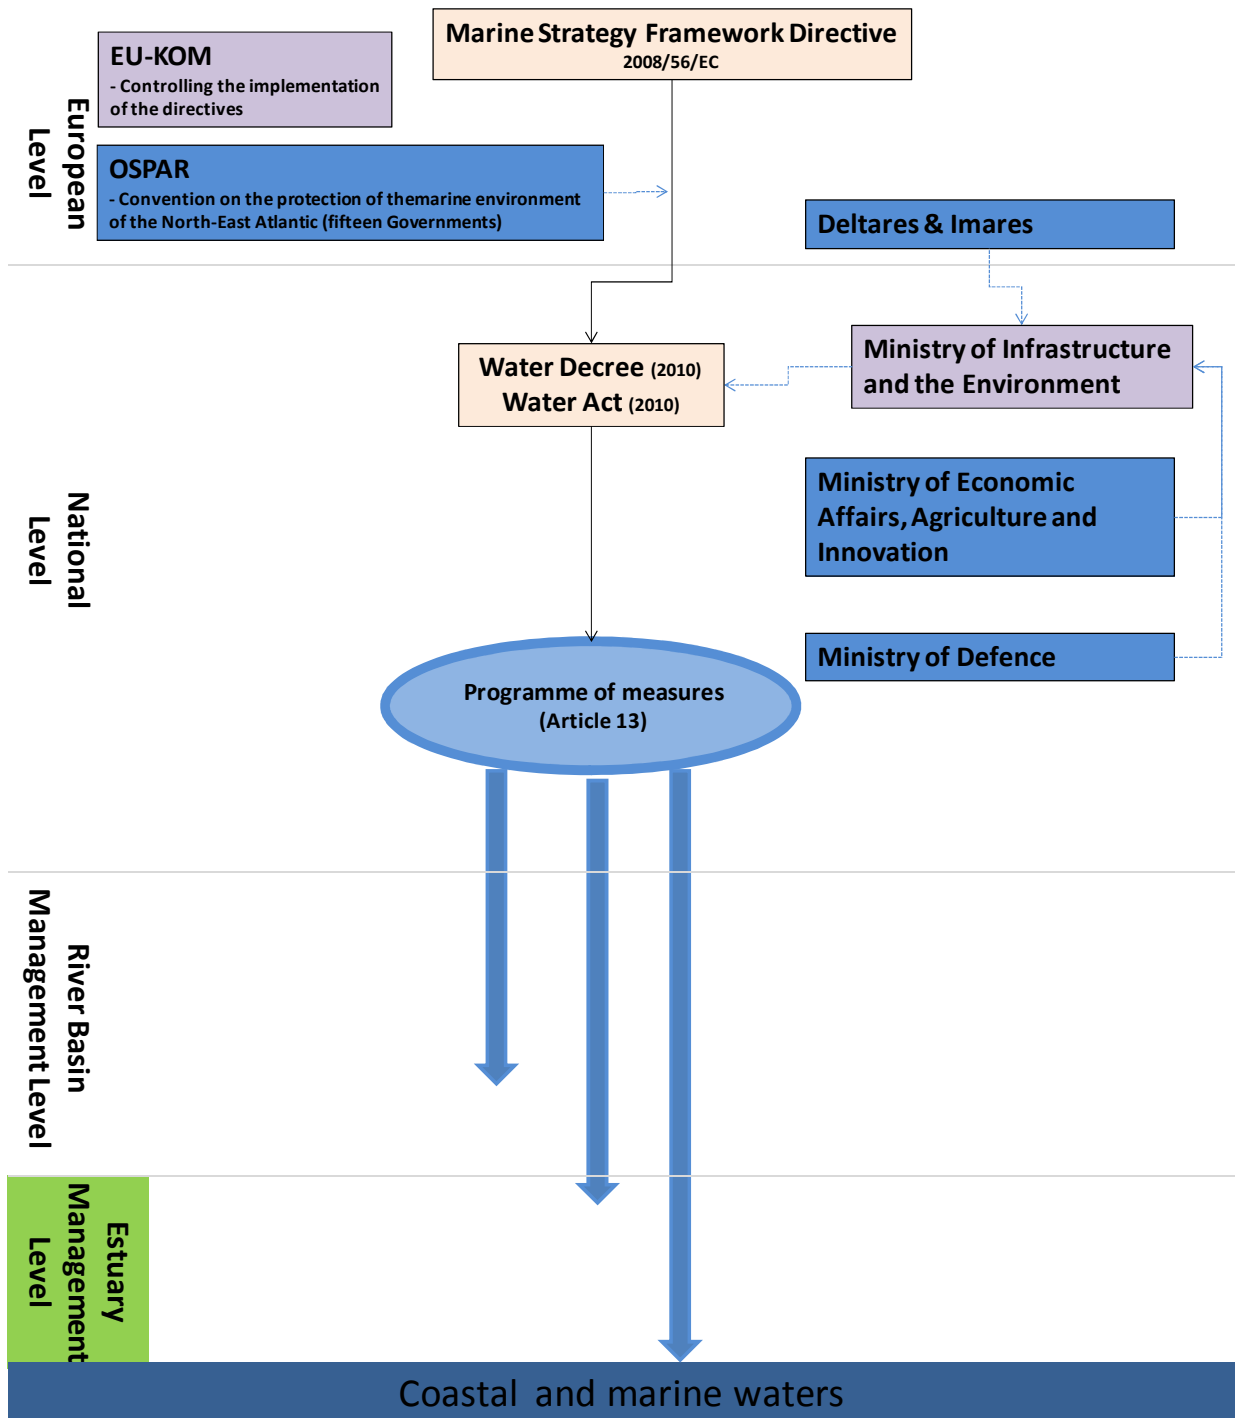 Marine Strategy Framework Directive
2008/56/EC
EU-KOM
- Controlling the implementation
of the directives
European
Level
OSPAR
- Convention on the protection of themarine environment
of the North-East Atlantic (fifteen Governments)
Deltares & Imares
Water Decree (2010)
Water Act (2010)
Ministry of Infrastructure
and the Environment
National
Level
Ministry of Economic
Affairs, Agriculture and
Innovation
Ministry of Defence
Programme of measures
(Article 13)
River Basin
Management Level
Estuary
Management
Level
Coastal and marine waters